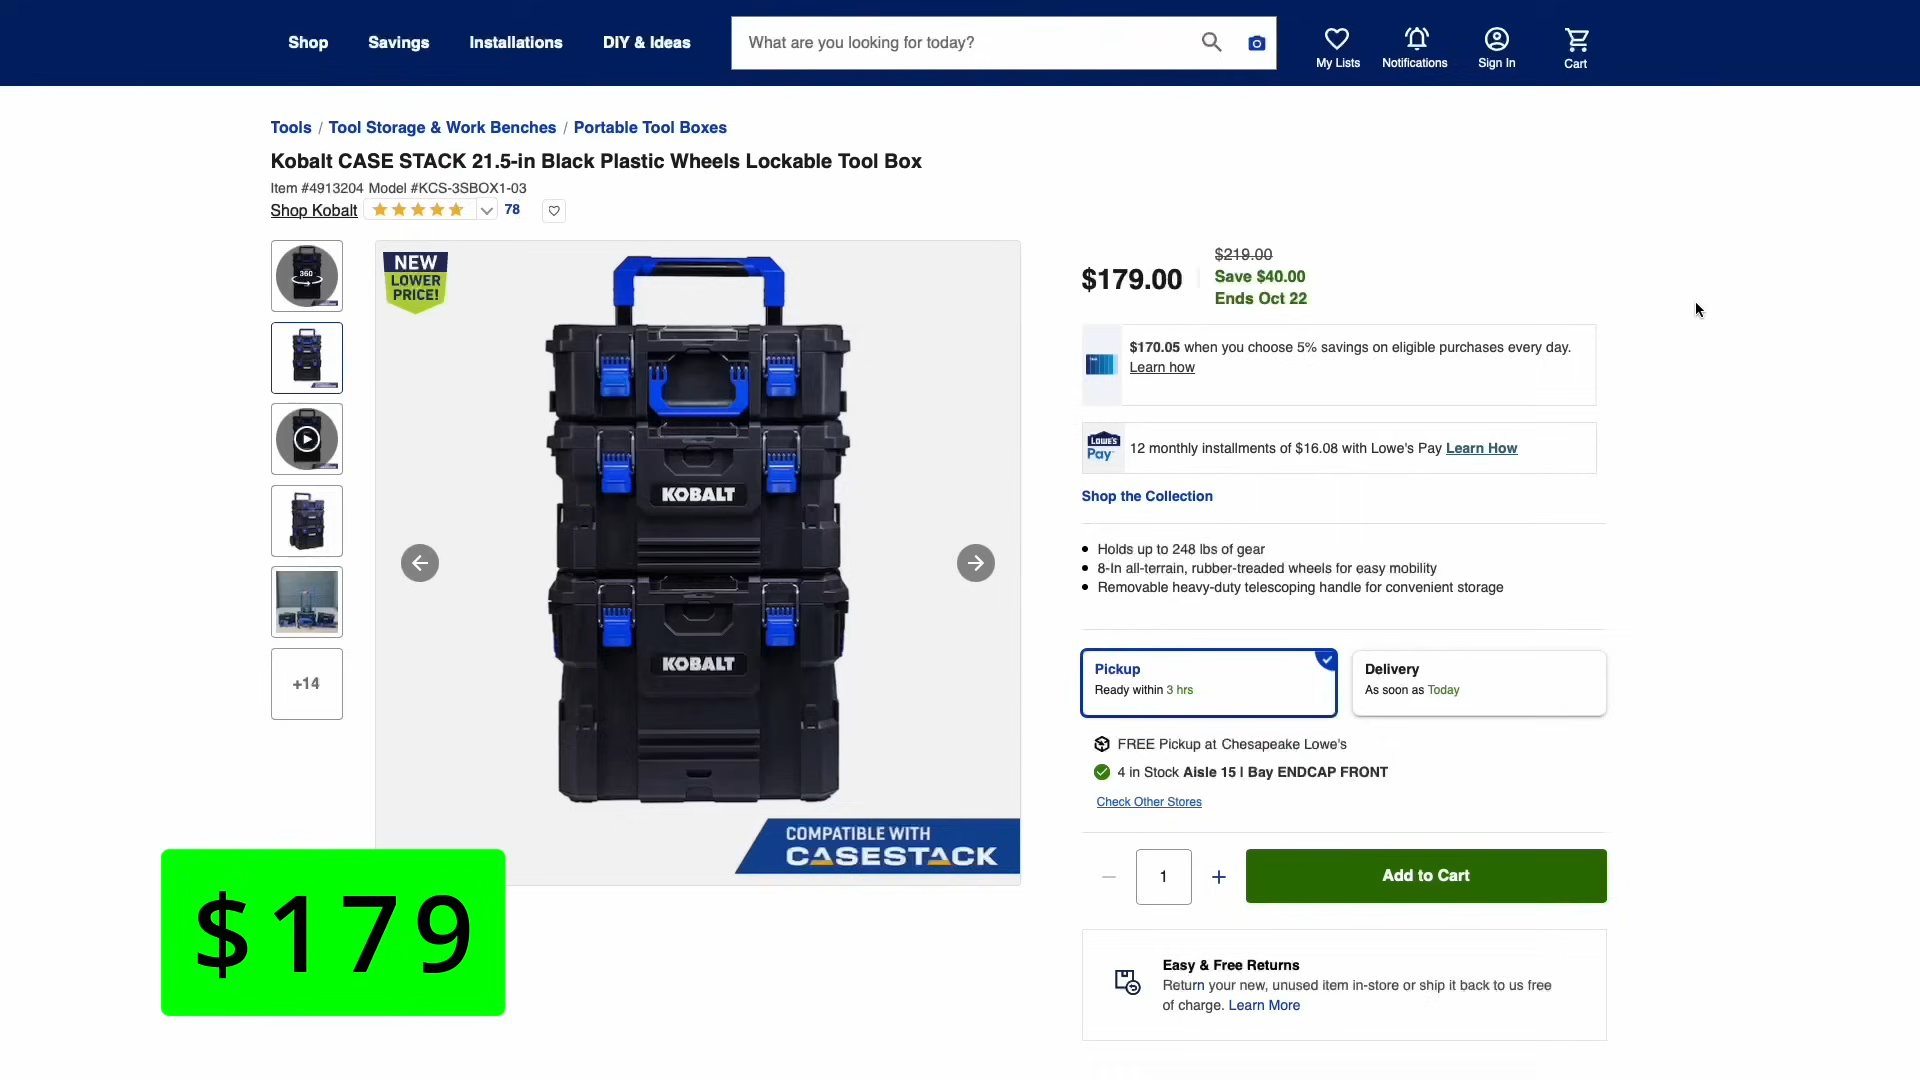 Shop Savings Installations DIY & Ideas
What are you looking for today?
My Lists Notifications Sign In Cart
Tools / Tool Storage & Work Benches / Portable Tool Boxes
Kobalt CASE STACK 21.5-in Black Plastic Wheels Lockable Tool Box
Item #4913204 Model #KCS-3SBOX1-03
Shop Kobalt 78
360
+14
NEW
LOWER
PRICE!
KOBALT
KOBALT
COMPATIBLE WITH
CASESTACK
$179
$179.00
$219.00
Save $40.00
Ends Oct 22
$170.05 when you choose 5% savings on eligible purchases every day.
Learn how
LOWE'S
Pay
12 monthly installments of $16.08 with Lowe's Pay Learn How
Shop the Collection
Holds up to 248 lbs of gear
8-In all-terrain, rubber-treaded wheels for easy mobility
Removable heavy-duty telescoping handle for convenient storage
Pickup
Ready within 3 hrs
Delivery
As soon as Today
FREE Pickup at Chesapeake Lowe's
4 in Stock Aisle 15 | Bay ENDCAP FRONT
Check Other Stores
1
Add to Cart
Easy & Free Returns
Return your new, unused item in-store or ship it back to us free
of charge. Learn More